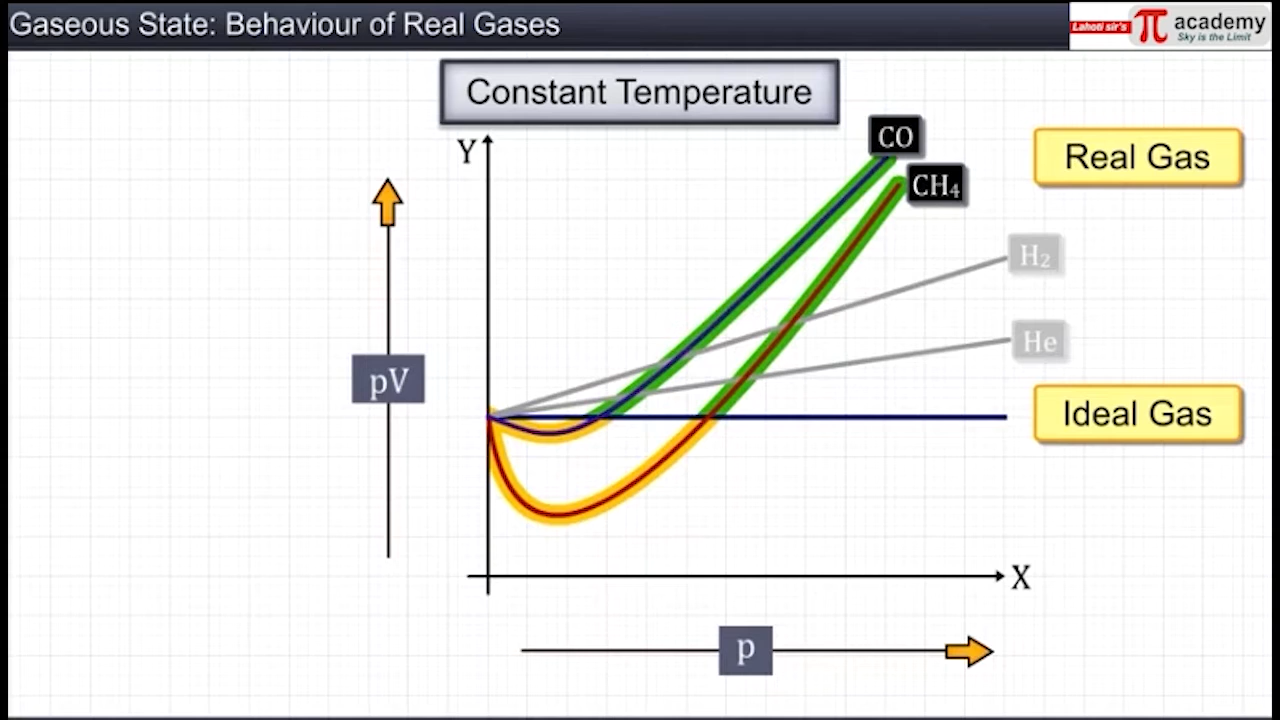 Gaseous State: Behaviour of Real Gases
Lahoti sir's
π academy
Sky is the Limit
Constant Temperature
Y
CO
Real Gas
CH₄
H₂
He
pV
Ideal Gas
X
p